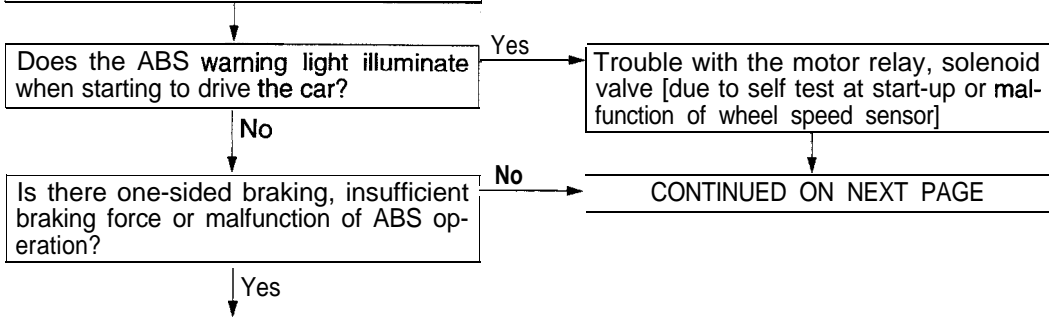 Does the ABS warning light illuminate
when starting to drive the car?
Yes
Trouble with the motor relay, solenoid
valve [due to self test at start-up or mal-
function of wheel speed sensor]
No
Is there one-sided braking, insufficient
braking force or malfunction of ABS op-
eration?
No
CONTINUED ON NEXT PAGE
Yes